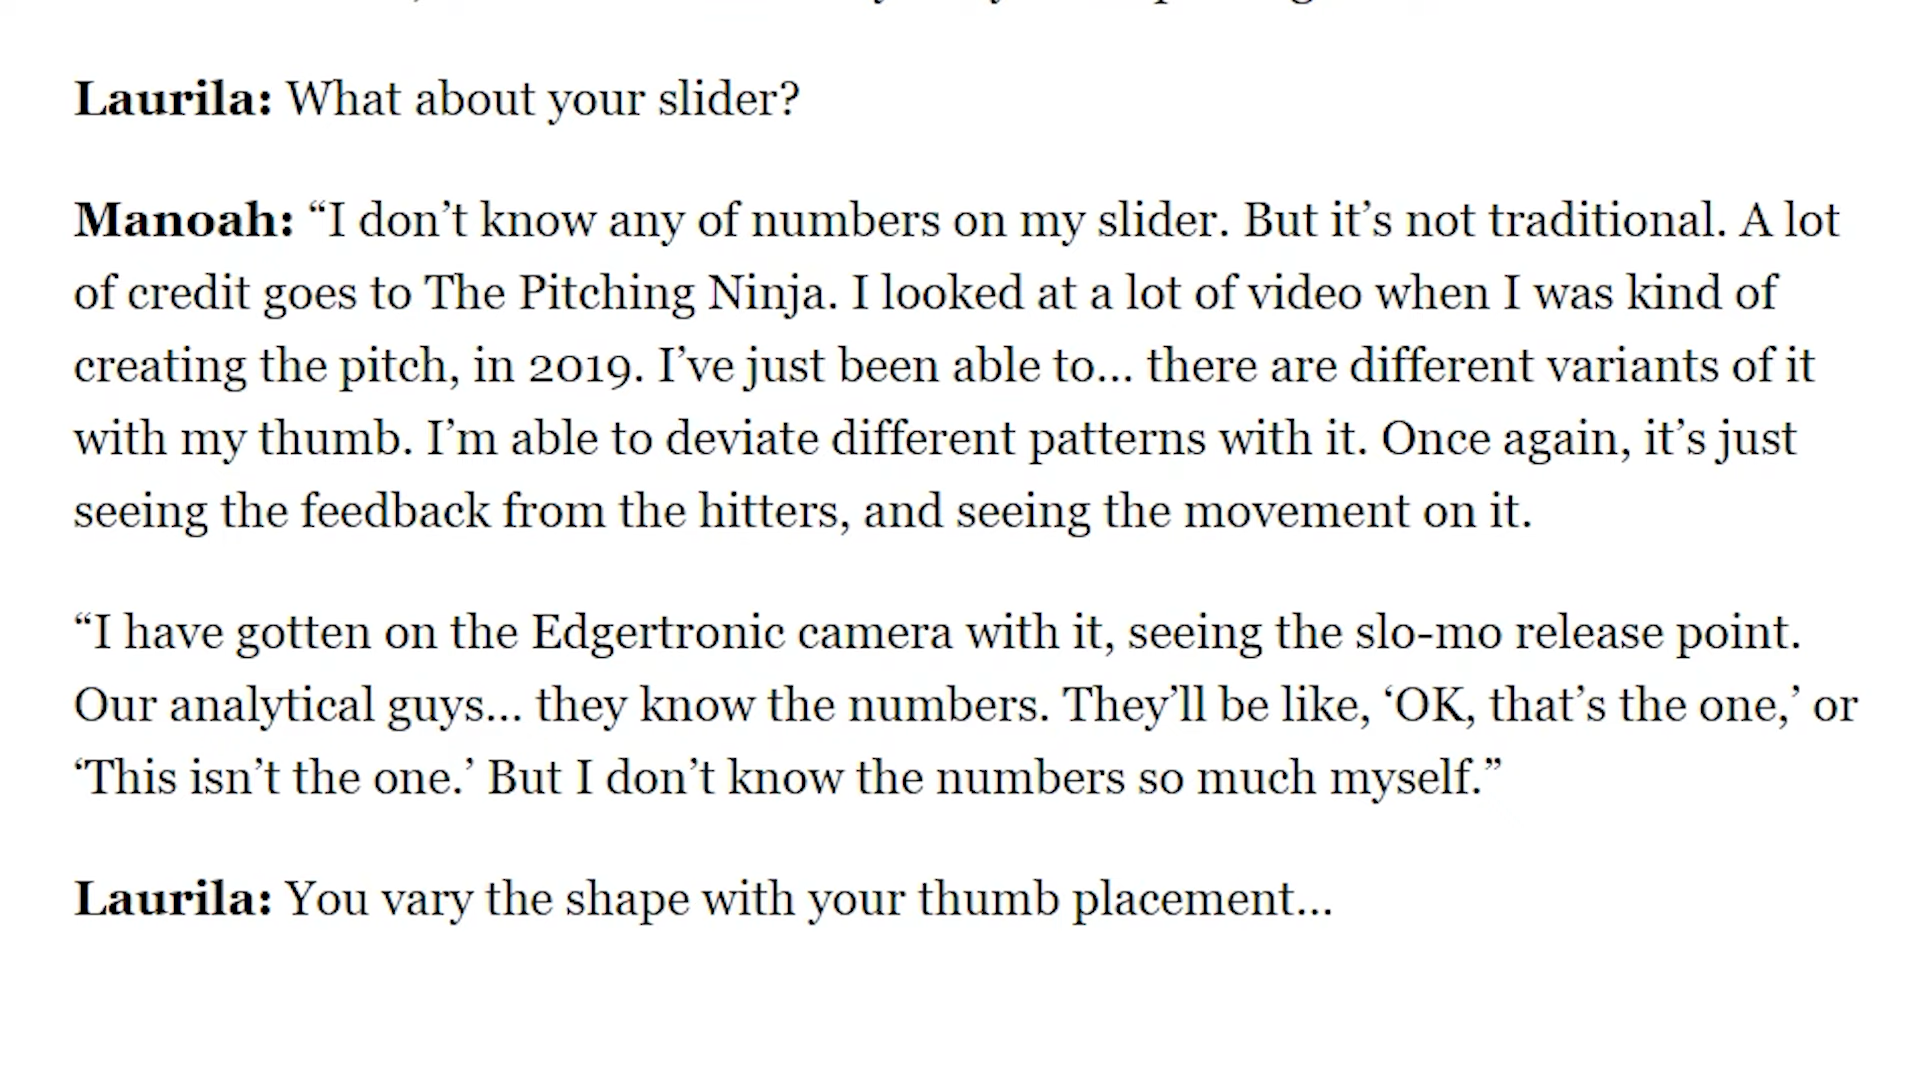 Laurila: What about your slider?
Manoah: “I don’t know any of numbers on my slider. But it’s not traditional. A lot
of credit goes to The Pitching Ninja. I looked at a lot of video when I was kind of
creating the pitch, in 2019. I’ve just been able to… there are different variants of it
with my thumb. I’m able to deviate different patterns with it. Once again, it’s just
seeing the feedback from the hitters, and seeing the movement on it.
“I have gotten on the Edgertronic camera with it, seeing the slo-mo release point.
Our analytical guys… they know the numbers. They’ll be like, ‘OK, that’s the one,’ or
‘This isn’t the one.’ But I don’t know the numbers so much myself.”
Laurila: You vary the shape with your thumb placement…